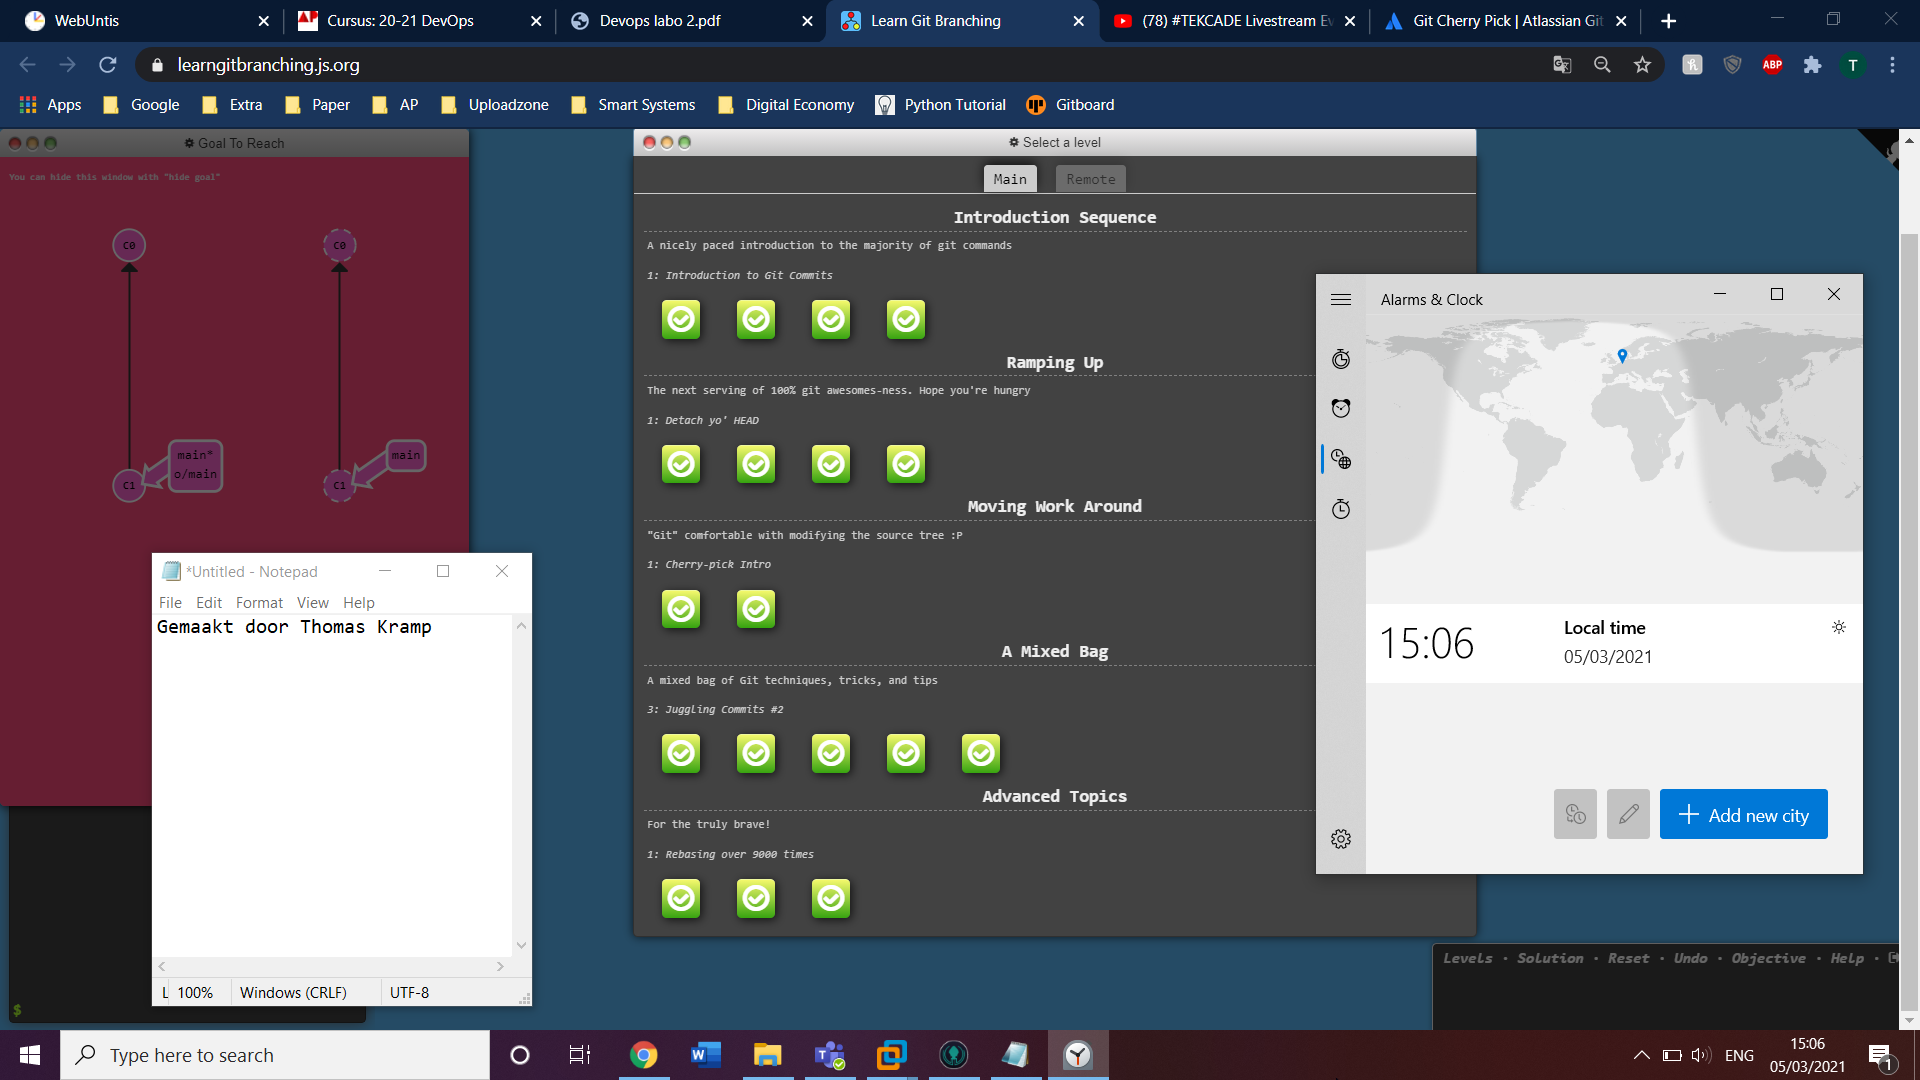 WebUntis
Cursus: 20-21 DevOps
Devops labo 2.pdf
Learn Git Branching
(78) #TEKCADE Livestream Ev
Git Cherry Pick | Atlassian Git
learngitbranching.js.org
ABP
T
Apps
Google
Extra
Paper
AP
Uploadzone
Smart Systems
Digital Economy
Python Tutorial
Gitboard
Goal To Reach
You can hide this window with "hide goal"
C0
C0
main*
o/main
main
C1
C1
Select a level
Main
Remote
Introduction Sequence
A nicely paced introduction to the majority of git commands
1: Introduction to Git Commits
Ramping Up
The next serving of 100% git awesomes-ness. Hope you're hungry
1: Detach yo' HEAD
Moving Work Around
"Git" comfortable with modifying the source tree :P
1: Cherry-pick Intro
A Mixed Bag
A mixed bag of Git techniques, tricks, and tips
3: Juggling Commits #2
Advanced Topics
For the truly brave!
1: Rebasing over 9000 times
*Untitled - Notepad
File Edit Format View Help
Gemaakt door Thomas Kramp
L 100% Windows (CRLF) UTF-8
$
Alarms & Clock
15:06
Local time
05/03/2021
Add new city
Levels · Solution · Reset · Undo · Objective · Help ·
Type here to search
ENG
15:06
05/03/2021
1